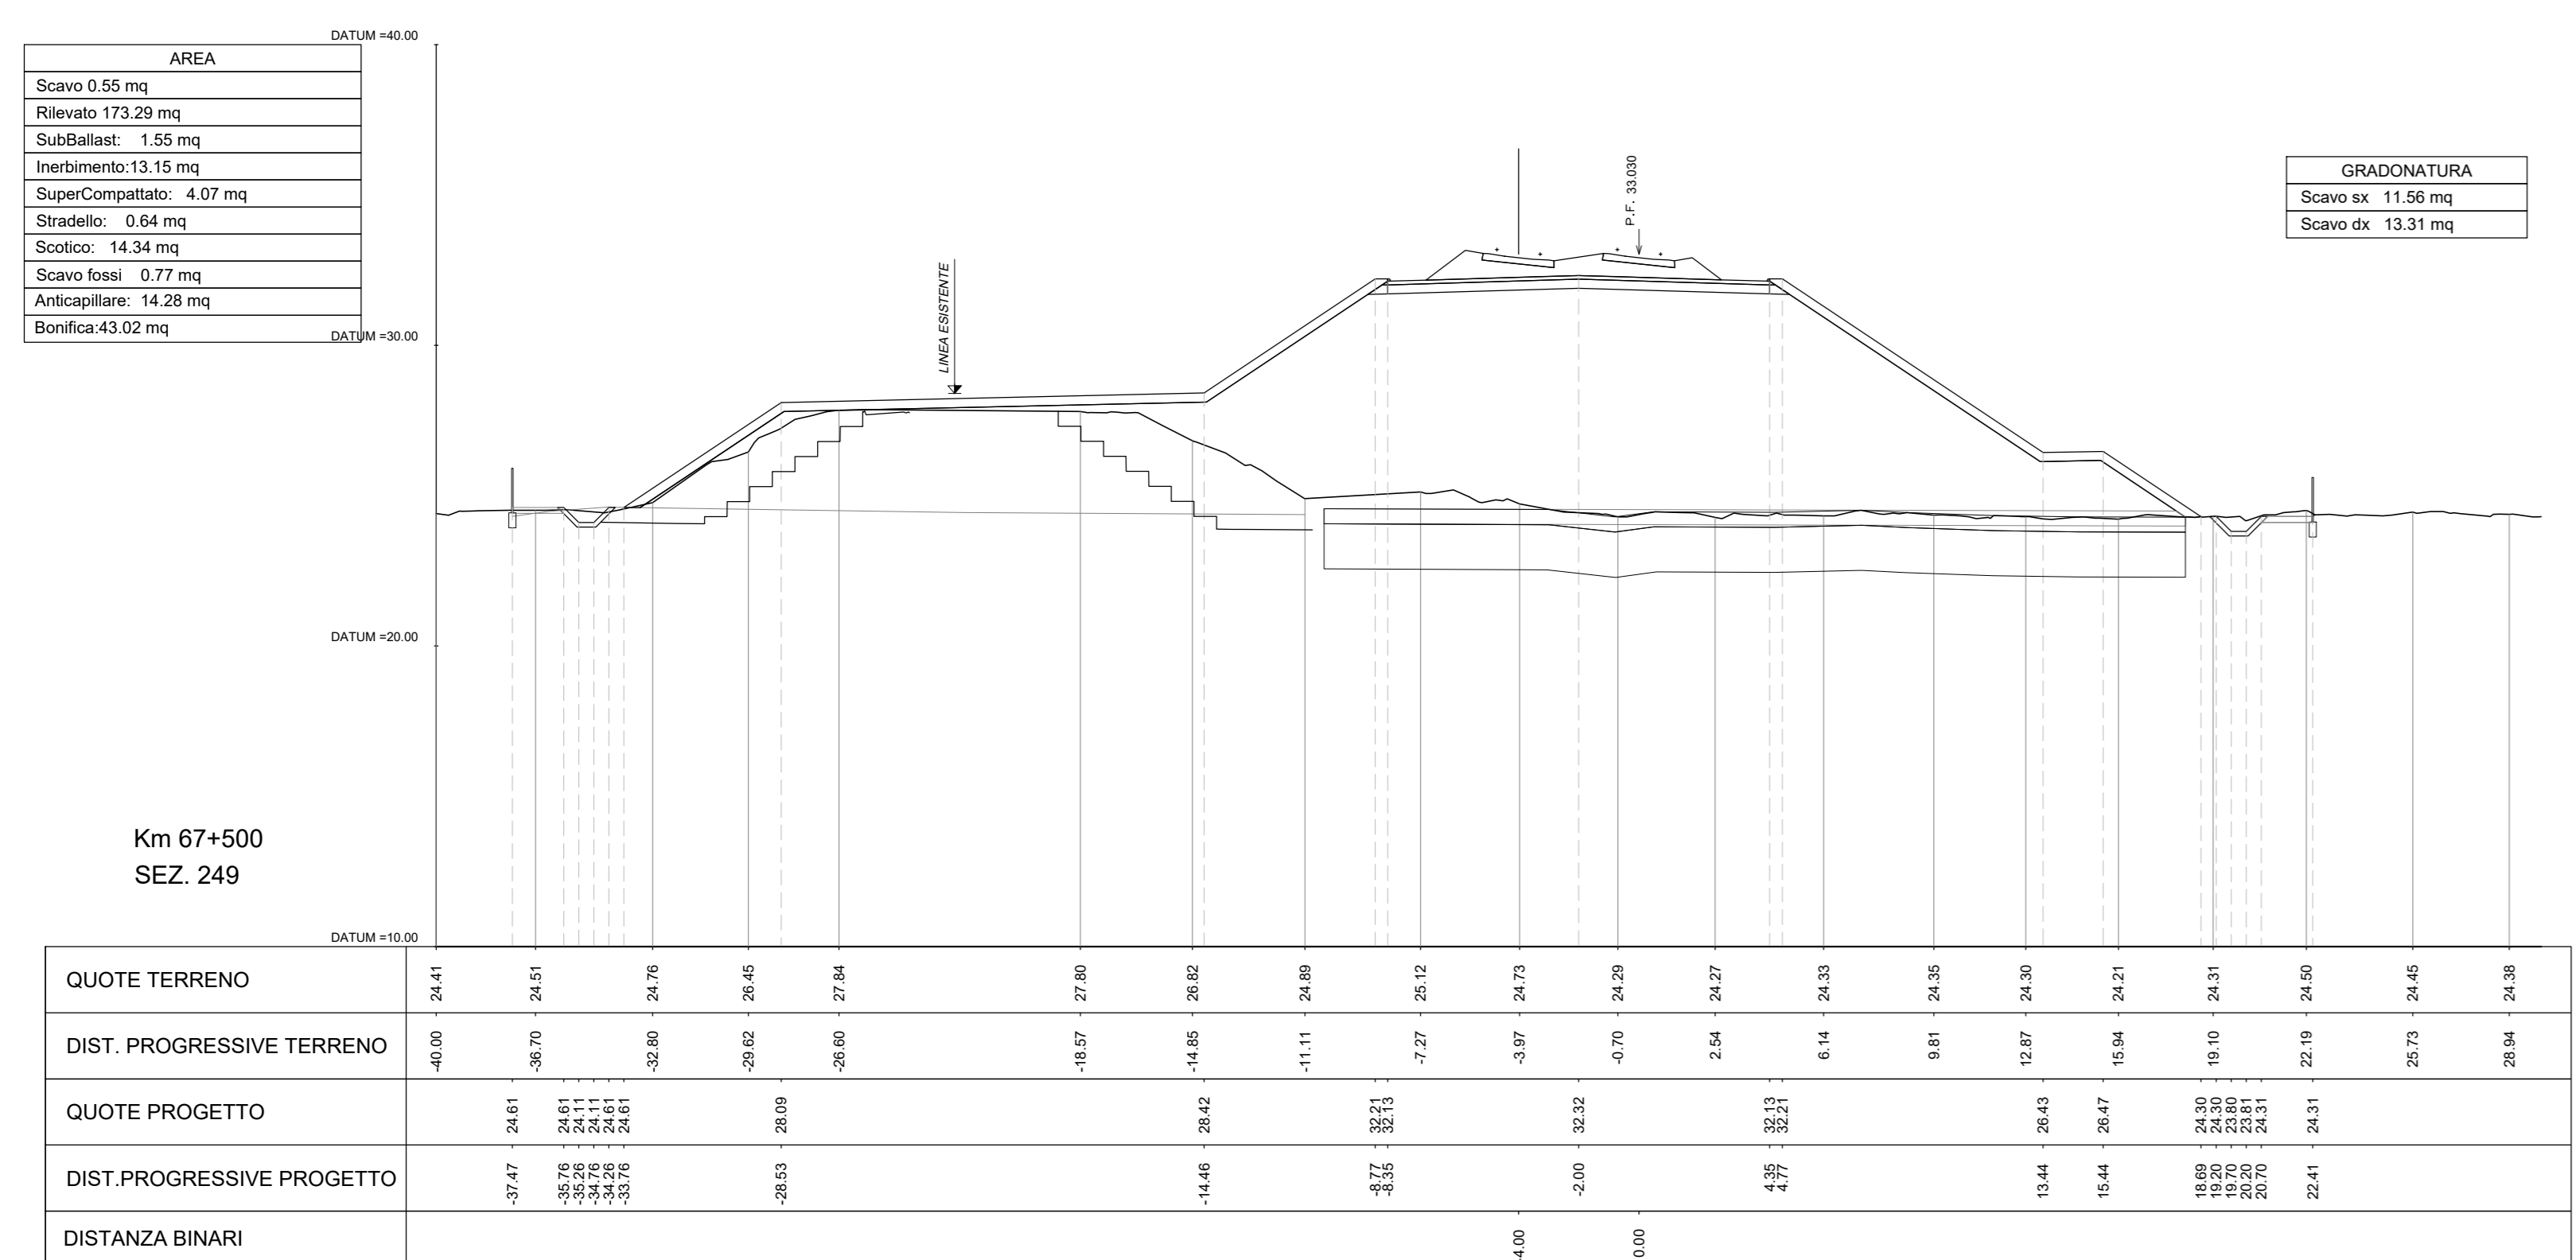 DATUM =40.00
AREA
Scavo 0.55 mq
Rilevato 173.29 mq
SubBallast: 1.55 mq
Inerbimento:13.15 mq
SuperCompattato: 4.07 mq
Stradello: 0.64 mq
Scotico: 14.34 mq
Scavo fossi 0.77 mq
Anticapillare: 14.28 mq
Bonifica:43.02 mq
DATUM =30.00
LINEA ESISTENTE
P.F. 33.030
GRADONATURA
Scavo sx 11.56 mq
Scavo dx 13.31 mq
DATUM =20.00
Km 67+500
SEZ. 249
DATUM =10.00
QUOTE TERRENO 24.41 24.51 24.76 26.45 27.84 27.80 26.82 24.89 25.12 24.73 24.29 24.27 24.33 24.35 24.30 24.21 24.31 24.50 24.45 24.38
DIST. PROGRESSIVE TERRENO -40.00 -36.70 -32.80 -29.62 -26.60 -18.57 -14.85 -11.11 -7.27 -3.97 -0.70 2.54 6.14 9.81 12.87 15.94 19.10 22.19 25.73 28.94
QUOTE PROGETTO 24.61 24.61 24.11 24.11 24.61 24.61 28.09 28.42 32.21 32.13 32.32 32.13 32.21 26.43 26.47 24.30 24.30 23.80 23.81 24.31 24.31
DIST.PROGRESSIVE PROGETTO -37.47 -35.76 -35.26 -34.76 -34.26 -33.76 -28.53 -14.46 -8.77 -8.35 -2.00 4.35 4.77 13.44 15.44 18.69 19.20 19.70 20.20 20.70 22.41
DISTANZA BINARI -4.00 0.00